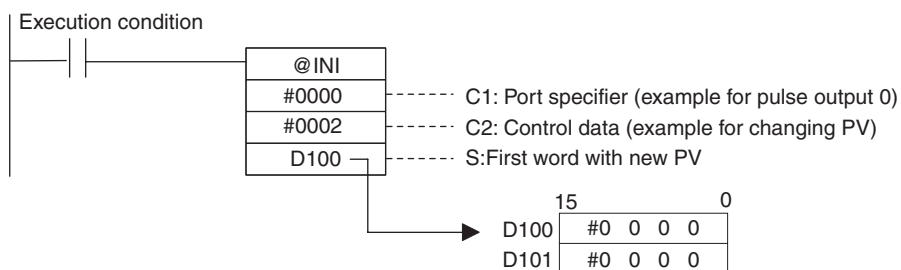 Execution condition
@INI
#0000 C1: Port specifier (example for pulse output 0)
#0002 C2: Control data (example for changing PV)
D100 S:First word with new PV
15 0
D100 #0 0 0 0
D101 #0 0 0 0